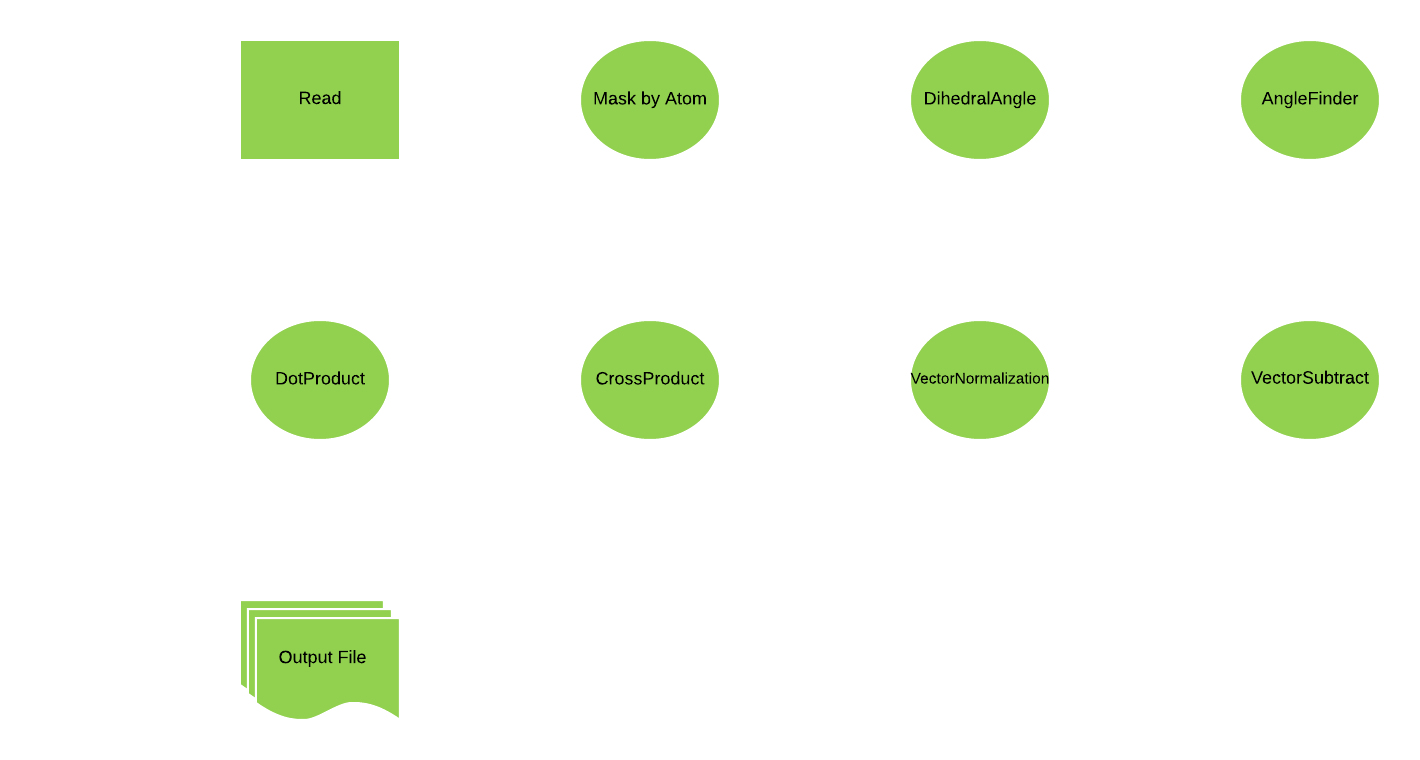 Read
Mask by Atom
DihedralAngle
AngleFinder
DotProduct
CrossProduct
VectorNormalization
VectorSubtract
Output File